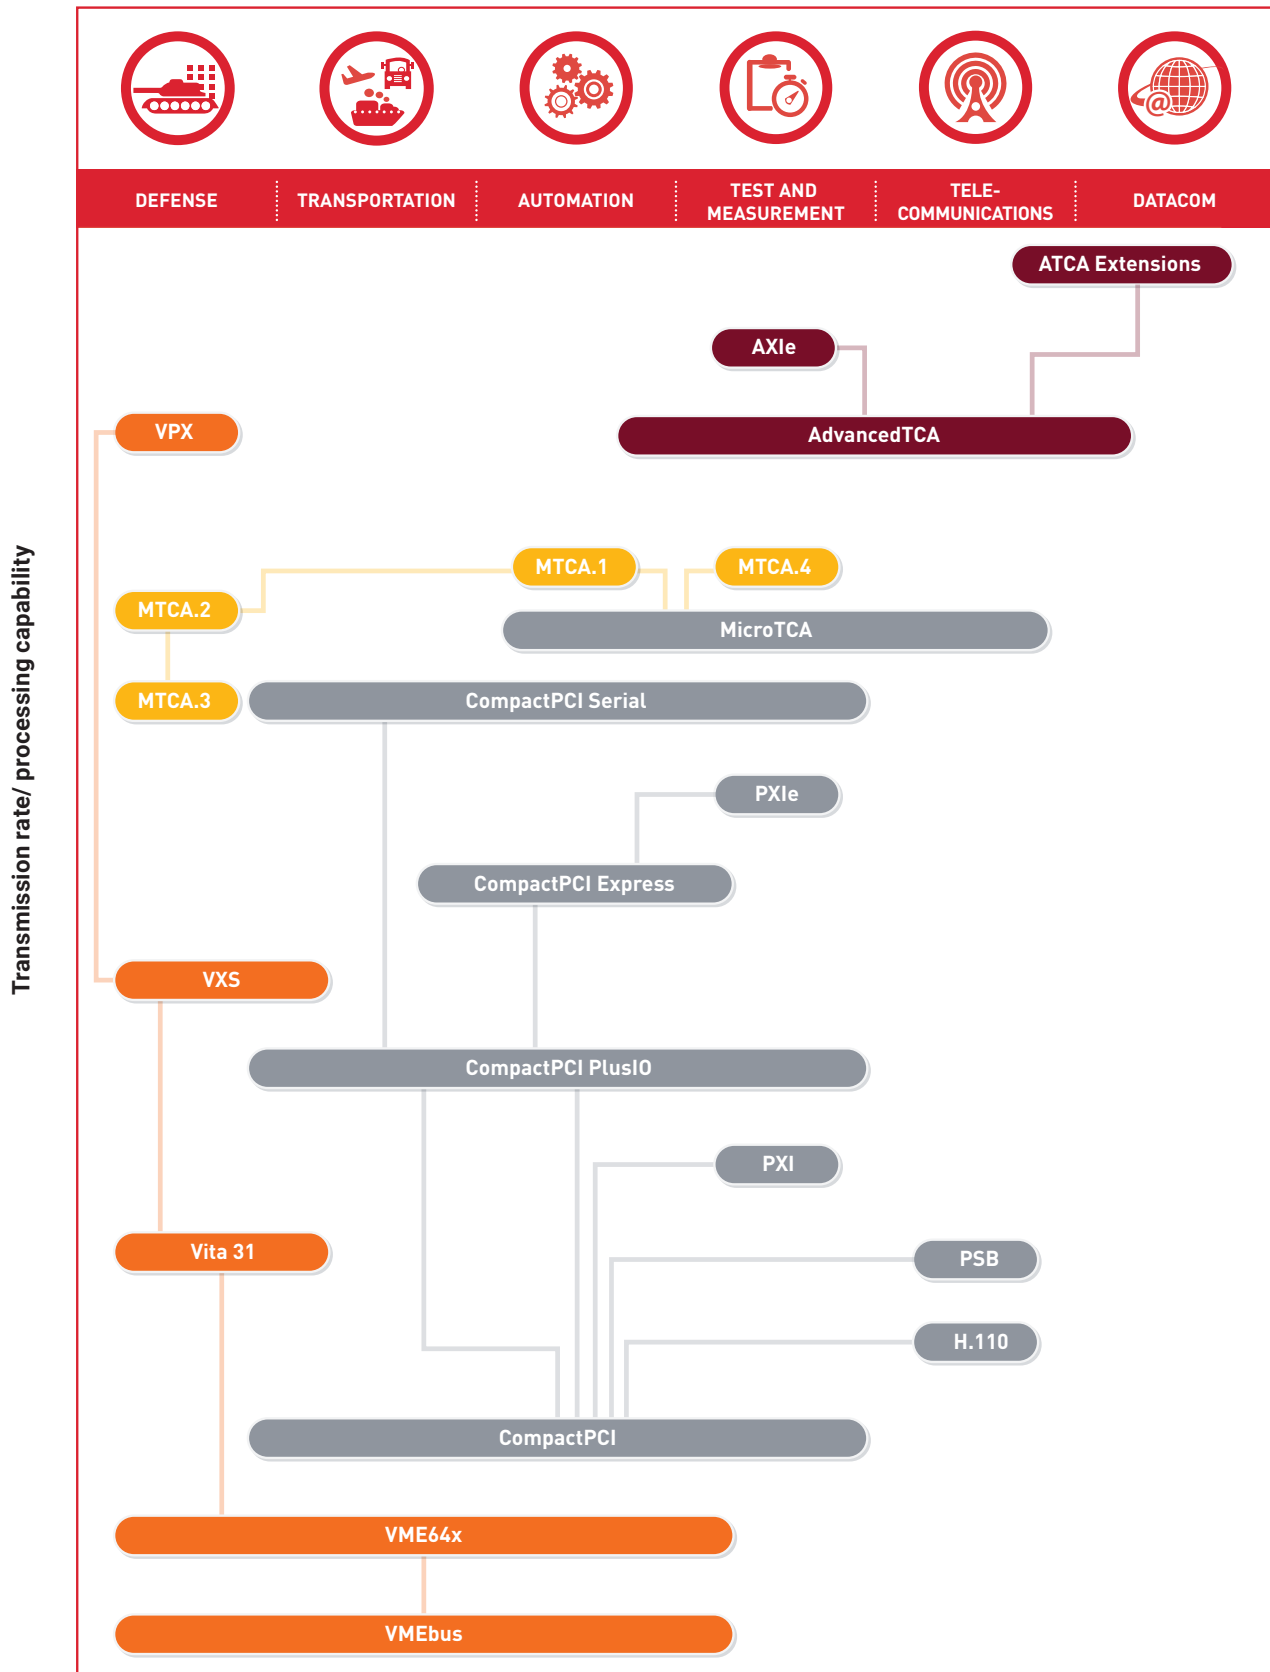 DEFENSE
TRANSPORTATION
AUTOMATION
TEST AND
MEASUREMENT
TELE-
COMMUNICATIONS
DATACOM
ATCA Extensions
AXIe
VPX
AdvancedTCA
MTCA.1
MTCA.4
MTCA.2
MicroTCA
MTCA.3
CompactPCI Serial
PXIe
CompactPCI Express
VXS
CompactPCI PlusIO
PXI
Vita 31
PSB
H.110
CompactPCI
VME64x
VMEbus
Transmission rate/ processing capability
@